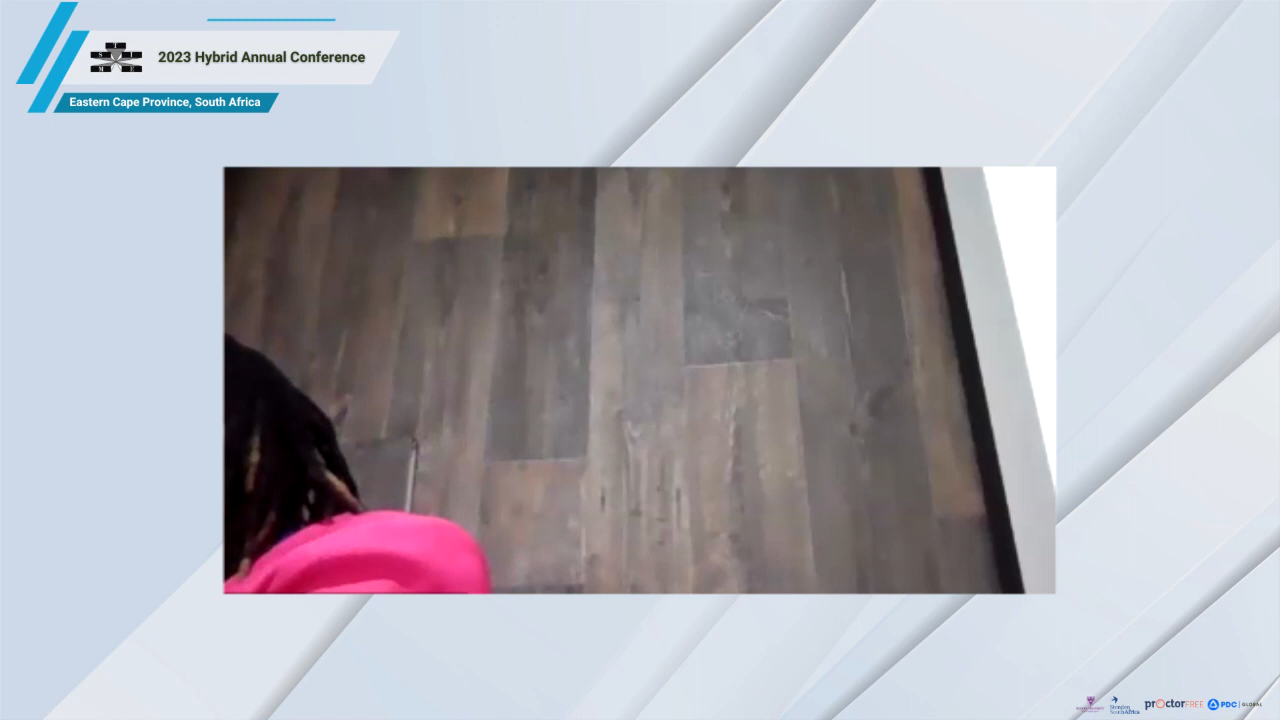 2023 Hybrid Annual Conference
Eastern Cape Province, South Africa
proctorFREE
PDC | GLOBAL